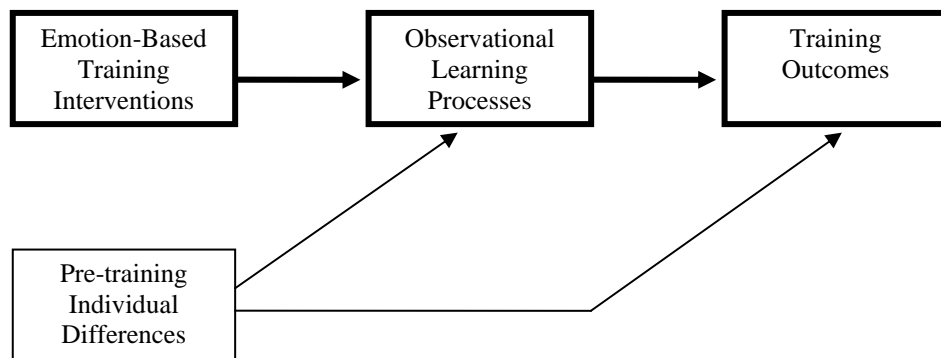 Emotion-Based
Training
Interventions
Observational
Learning
Processes
Training
Outcomes
Pre-training
Individual
Differences